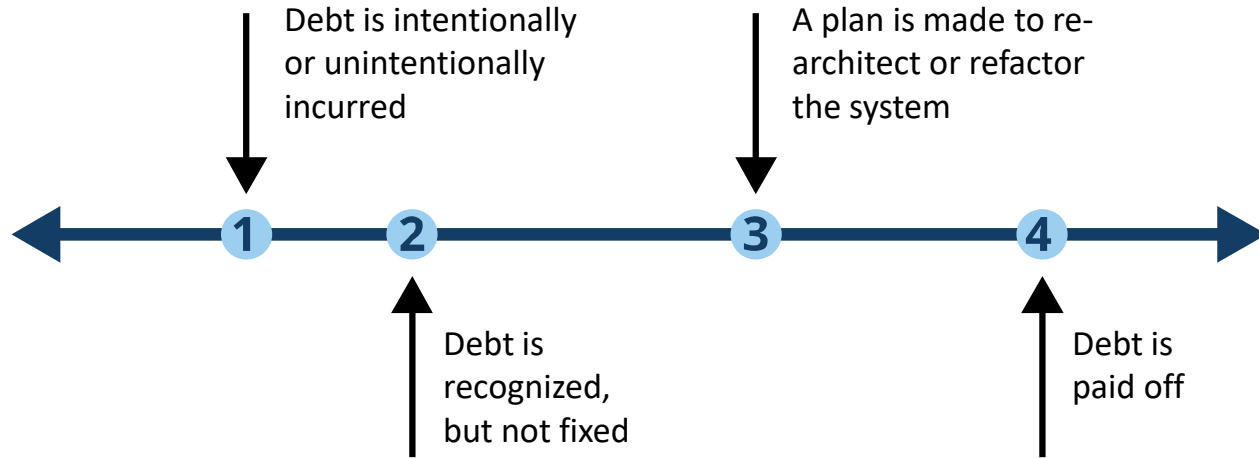 Debt is intentionally
or unintentionally
incurred
A plan is made to re-
architect or refactor
the system
1
2
3
4
Debt is
recognized,
but not fixed
Debt is
paid off